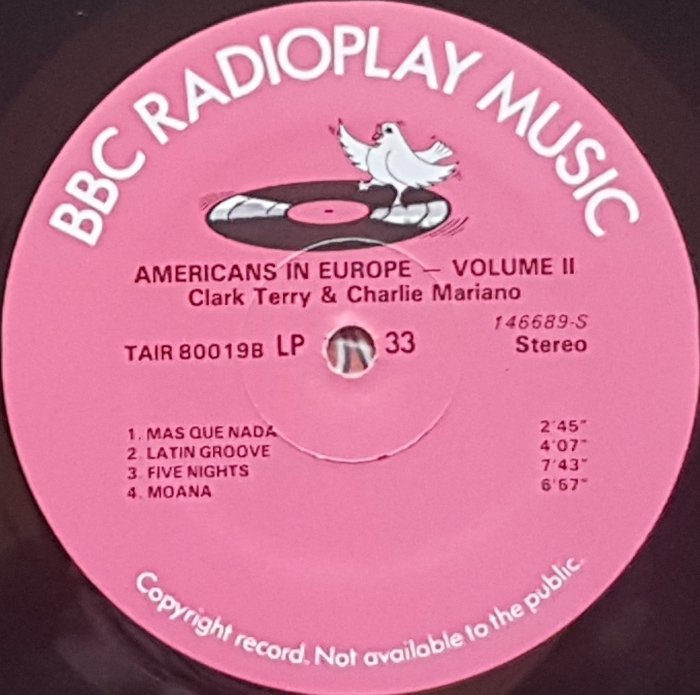 BBC RADIOPLAY MUSIC
AMERICANS IN EUROPE — VOLUME II
Clark Terry & Charlie Mariano
146689-S
TAIR 80019B LP 33 Stereo
1. MAS QUE NADA 2'45"
2. LATIN GROOVE 4'07"
3. FIVE NIGHTS 7'43"
4. MOANA 6'57"
Copyright record. Not available to the public.